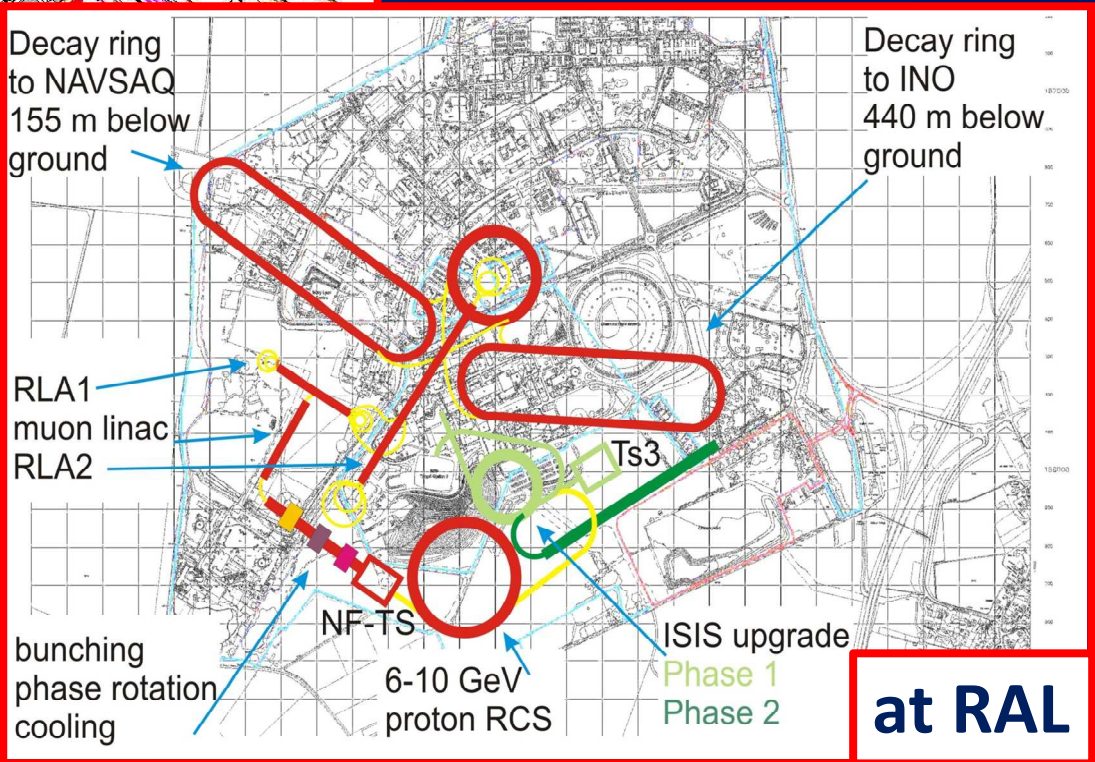 Decay ring
to NAVSAQ
155 m below
ground
Decay ring
to INO
440 m below
ground
RLA1
muon linac
RLA2
Ts3
NF-TS
bunching
phase rotation
cooling
6-10 GeV
proton RCS
ISIS upgrade
Phase 1
Phase 2
at RAL